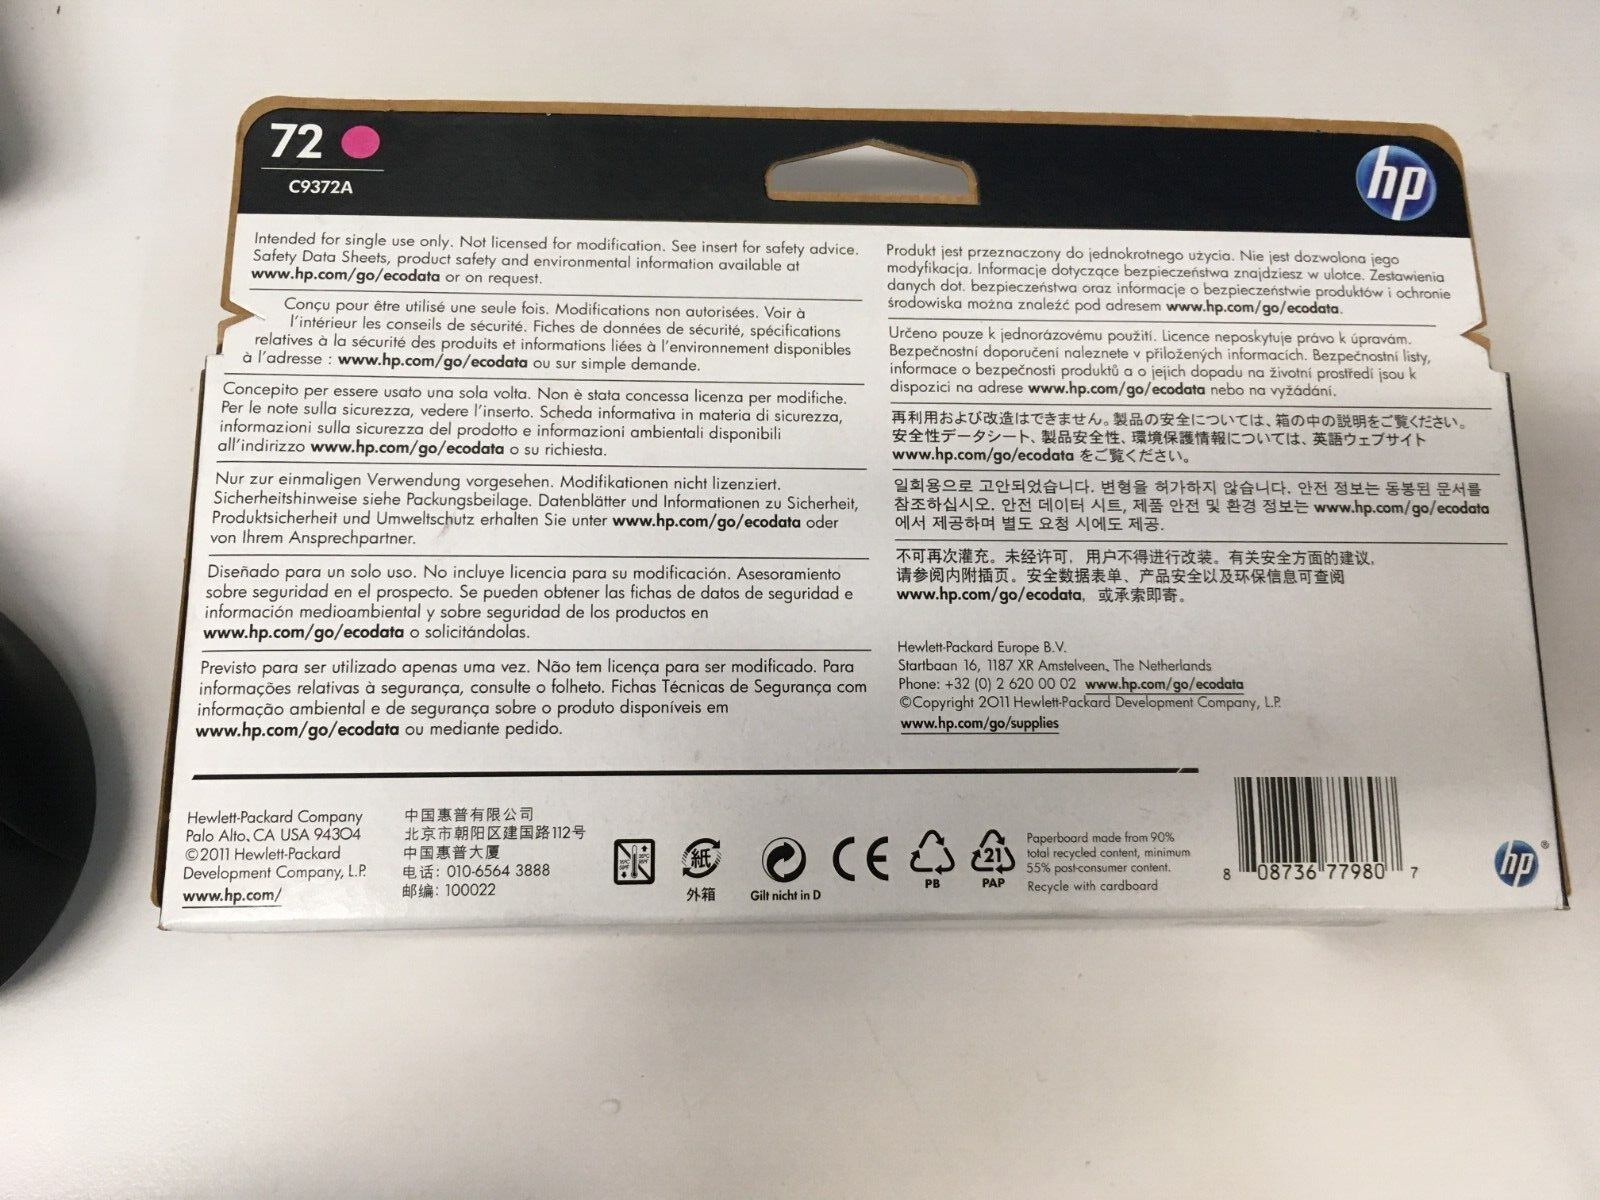 72
C9372A
hp
Intended for single use only. Not licensed for modification. See insert for safety advice.
Safety Data Sheets, product safety and environmental information available at
www.hp.com/go/ecodata or on request.
Conçu pour être utilisé une seule fois. Modifications non autorisées. Voir à
l'intérieur les conseils de sécurité. Fiches de données de sécurité, spécifications
relatives à la sécurité des produits et informations liées à l'environnement disponibles
à l'adresse : www.hp.com/go/ecodata ou sur simple demande.
Concepito per essere usato una sola volta. Non è stata concessa licenza per modifiche.
Per le note sulla sicurezza, vedere l'inserto. Scheda informativa in materia di sicurezza,
informazioni sulla sicurezza del prodotto e informazioni ambientali disponibili
all'indirizzo www.hp.com/go/ecodata o su richiesta.
Nur zur einmaligen Verwendung vorgesehen. Modifikationen nicht lizenziert.
Sicherheitshinweise siehe Packungsbeilage. Datenblätter und Informationen zu Sicherheit,
Produktsicherheit und Umweltschutz erhalten Sie unter www.hp.com/go/ecodata oder
von Ihrem Ansprechpartner.
Diseñado para un solo uso. No incluye licencia para su modificación. Asesoramiento
sobre seguridad en el prospecto. Se pueden obtener las fichas de datos de seguridad e
información medioambiental y sobre seguridad de los productos en
www.hp.com/go/ecodata o solicitándolas.
Previsto para ser utilizado apenas uma vez. Não tem licença para ser modificado. Para
informações relativas à segurança, consulte o folheto. Fichas Técnicas de Segurança com
informação ambiental e de segurança sobre o produto disponíveis em
www.hp.com/go/ecodata ou mediante pedido.
Produkt jest przeznaczony do jednokrotnego użycia. Nie jest dozwolona jego
modyfikacja. Informacje dotyczące bezpieczeństwa znajdziesz w ulotce. Zestawienia
danych dot. bezpieczeństwa oraz informacje o bezpieczeństwie produktów i ochronie
środowiska można znaleźć pod adresem www.hp.com/go/ecodata.
Určeno pouze k jednorázovému použití. Licence neposkytuje právo k úpravám.
Bezpečnostní doporučení naleznete v přiložených informacích. Bezpečnostní listy,
informace o bezpečnosti produktů a o jejich dopadu na životní prostředí jsou k
dispozici na adrese www.hp.com/go/ecodata nebo na vyžádání.
再利用および改造はできません。製品の安全については、箱の中の説明をご覧ください。
安全性データシート、製品安全性、環境保護情報については、英語ウェブサイト
www.hp.com/go/ecodata をご覧ください。
일회용으로 고안되었습니다. 변형을 허가하지 않습니다. 안전 정보는 동봉된 문서를
참조하십시오. 안전 데이터 시트, 제품 안전 및 환경 정보는 www.hp.com/go/ecodata
에서 제공하며 별도 요청 시에도 제공.
不可再次灌充。未经许可，用户不得进行改装。有关安全方面的建议，
请参阅内附插页。安全数据表单、产品安全以及环保信息可查阅
www.hp.com/go/ecodata，或承索即寄。
Hewlett-Packard Europe B.V.
Startbaan 16, 1187 XR Amstelveen, The Netherlands
Phone: +32 (0) 2 620 00 02 www.hp.com/go/ecodata
©Copyright 2011 Hewlett-Packard Development Company, L.P.
www.hp.com/go/supplies
Hewlett-Packard Company
Palo Alto, CA USA 94304
©2011 Hewlett-Packard
Development Company, L.P.
www.hp.com/
中国惠普有限公司
北京市朝阳区建国路112号
中国惠普大厦
电话: 010-6564 3888
邮编: 100022
紙
外箱
Gilt nicht in D
CE
PB
21
PAP
Paperboard made from 90%
total recycled content, minimum
55% post-consumer content.
Recycle with cardboard
8 08736 77980 7
hp®